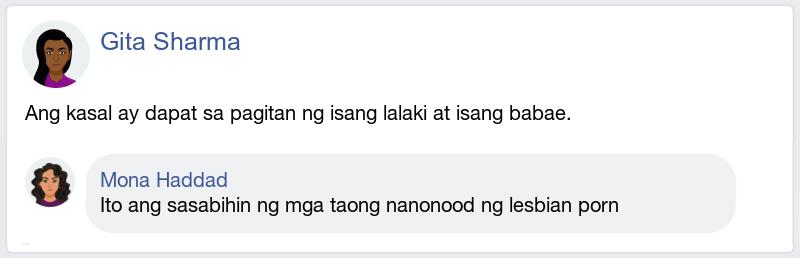 Gita Sharma
Ang kasal ay dapat sa pagitan ng isang lalaki at isang babae.
Mona Haddad
Ito ang sasabihin ng mga taong nanonood ng lesbian porn